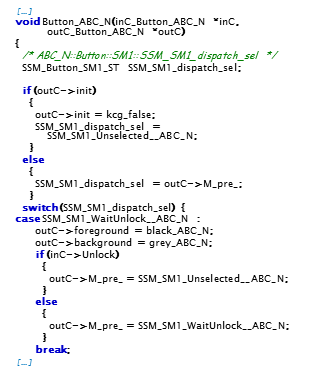 [...]
void Button_ABC_N(inC_Button_ABC_N *inC,
outC_Button_ABC_N *outC)
{
/* ABC_N::Button::SM1::SSM_SM1_dispatch_sel */
SSM_Button_SM1_ST SSM_SM1_dispatch_sel;
if (outC->init)
{
outC->init = kcg_false;
SSM_SM1_dispatch_sel =
SSM_SM1_Unselected__ABC_N;
}
else
{
SSM_SM1_dispatch_sel = outC->M_pre_;
}
switch (SSM_SM1_dispatch_sel) {
case SSM_SM1_WaitUnlock__ABC_N :
outC->foreground = black_ABC_N;
outC->background = grey_ABC_N;
if (inC->Unlock)
{
outC->M_pre_ = SSM_SM1_Unselected__ABC_N;
}
else
{
outC->M_pre_ = SSM_SM1_WaitUnlock__ABC_N;
}
break;
[...]